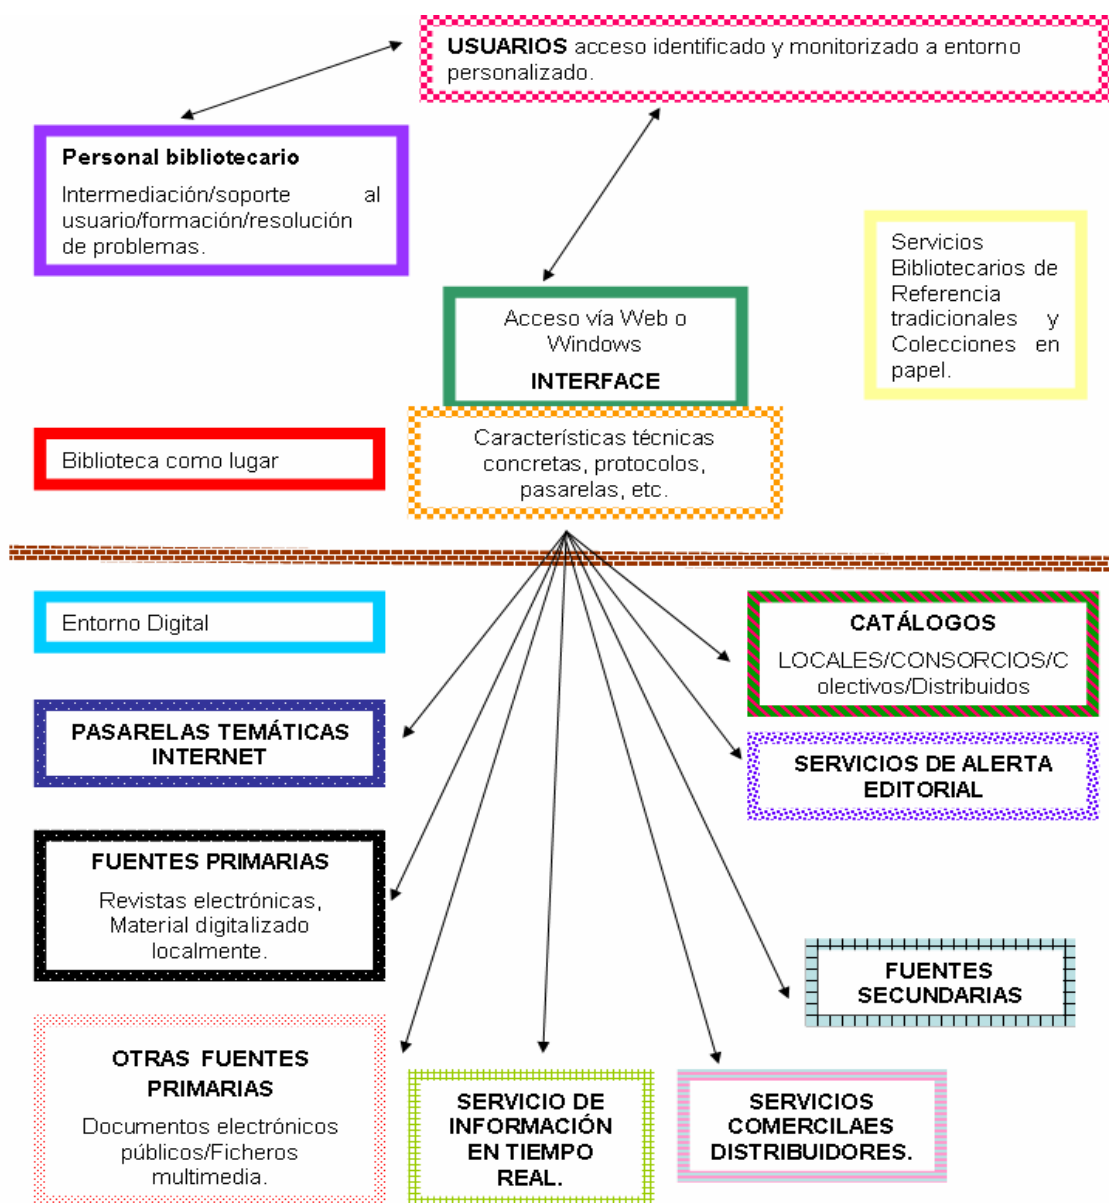 USUARIOS acceso identificado y monitorizado a entorno
personalizado.
Personal bibliotecario
Intermediación/soporte al
usuario/formación/resolución
de problemas.
Servicios
Bibliotecarios de
Referencia
tradicionales y
Colecciones en
papel.
Acceso vía Web o
Windows
INTERFACE
Biblioteca como lugar
Características técnicas
concretas, protocolos,
pasarelas, etc.
Entorno Digital
CATÁLOGOS
LOCALES/CONSORCIOS/C
olectivos/Distribuidos
PASARELAS TEMÁTICAS
INTERNET
SERVICIOS DE ALERTA
EDITORIAL
FUENTES PRIMARIAS
Revistas electrónicas,
Material digitalizado
localmente.
FUENTES
SECUNDARIAS
OTRAS FUENTES
PRIMARIAS
Documentos electrónicos
públicos/Ficheros
multimedia.
SERVICIO DE
INFORMACIÓN
EN TIEMPO
REAL.
SERVICIOS
COMERCILAES
DISTRIBUIDORES.